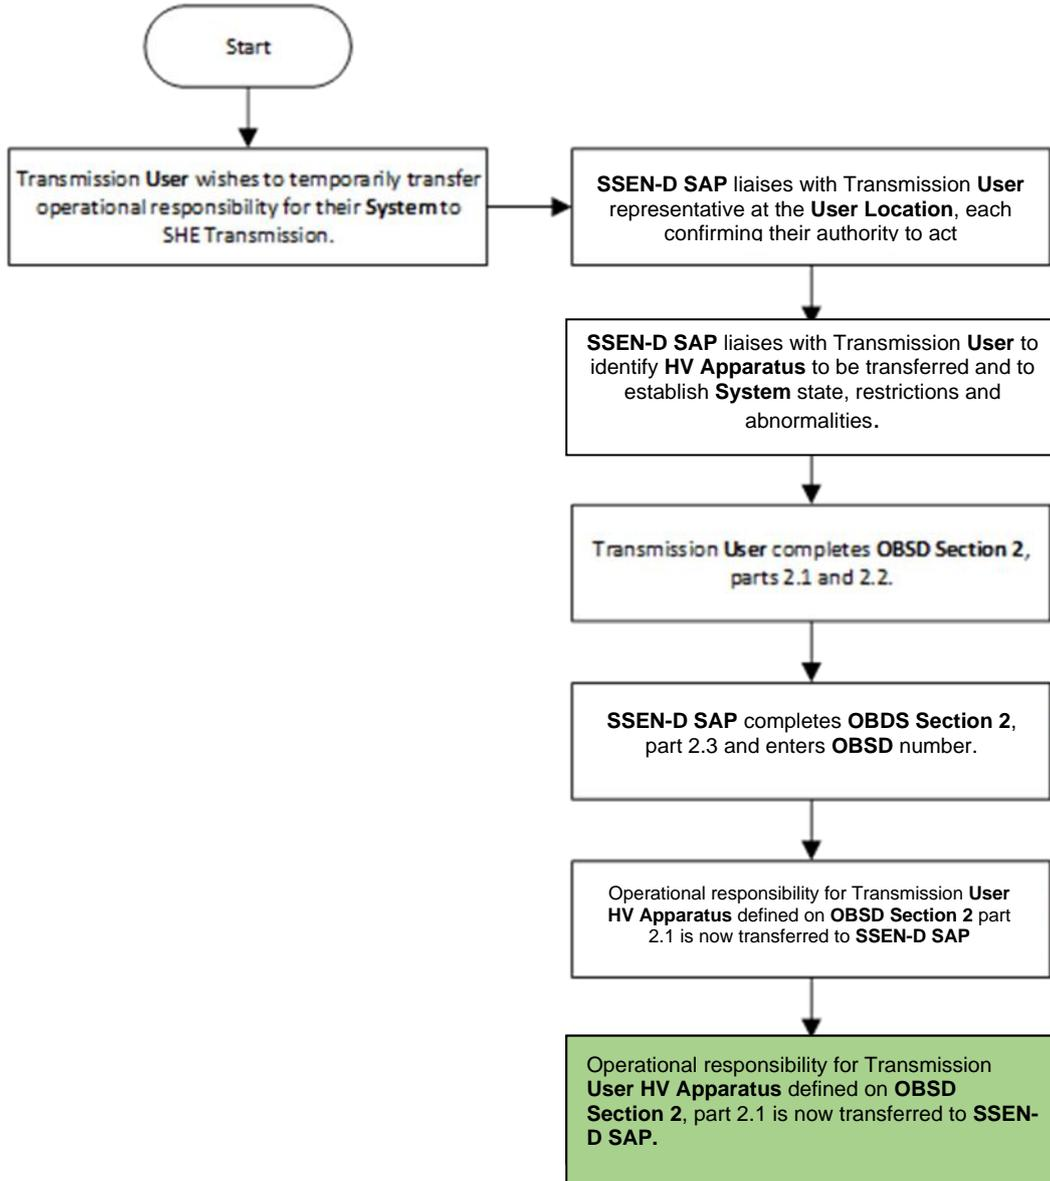 Start
Transmission User wishes to temporarily transfer
operational responsibility for their System to
SHE Transmission.
SSEN-D SAP liaises with Transmission User
representative at the User Location, each
confirming their authority to act
SSEN-D SAP liaises with Transmission User to
identify HV Apparatus to be transferred and to
establish System state, restrictions and
abnormalities.
Transmission User completes OBSD Section 2,
parts 2.1 and 2.2.
SSEN-D SAP completes OBDS Section 2,
part 2.3 and enters OBSD number.
Operational responsibility for Transmission User
HV Apparatus defined on OBSD Section 2 part
2.1 is now transferred to SSEN-D SAP
Operational responsibility for Transmission
User HV Apparatus defined on OBSD
Section 2, part 2.1 is now transferred to SSEN-
D SAP.